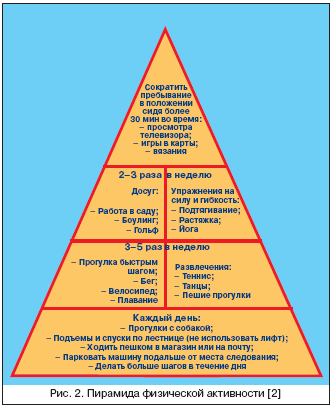 Сократить
пребывание
в положении
сидя более
30 мин во время:
– просмотра
телевизора;
– игры в карты;
– вязания
2–3 раза в неделю
Досуг:
– Работа в саду;
– Боулинг;
– Гольф
Упражнения на
силу и гибкость:
– Подтягивание;
– Растяжка;
– Йога
3–5 раз в неделю
– Прогулка быстрым
шагом;
– Бег;
– Велосипед;
– Плавание
Развлечения:
– Теннис;
– Танцы;
– Пешие прогулки
Каждый день:
– Прогулки с собакой;
– Подъемы и спуски по лестнице (не использовать лифт);
– Ходить пешком в магазин или на почту;
– Парковать машину подальше от места следования;
– Делать больше шагов в течение дня
Рис. 2. Пирамида физической активности [2]